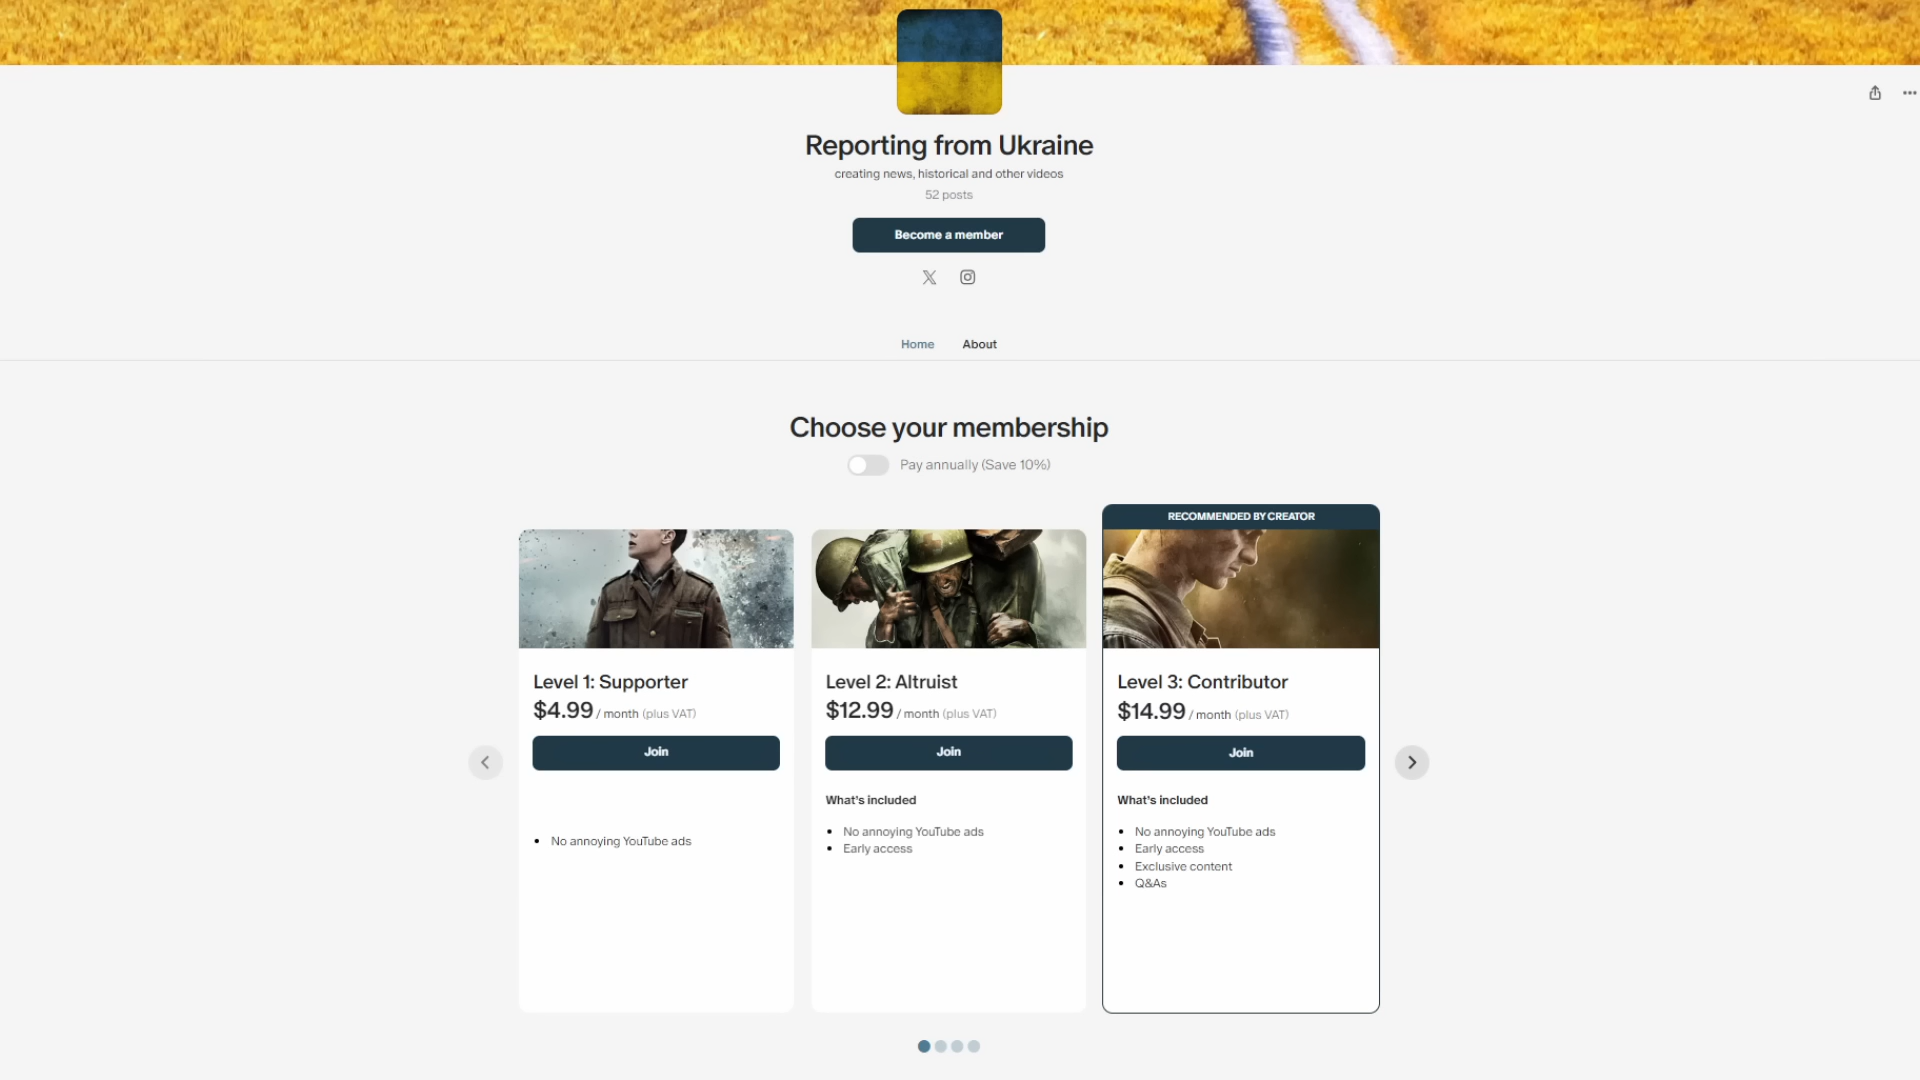 Reporting from Ukraine
creating news, historical and other videos
52 posts
Become a member
Home
About
Choose your membership
Pay annually (Save 10%)
Level 1: Supporter
$4.99 / month (plus VAT)
Join
No annoying YouTube ads
Level 2: Altruist
$12.99 / month (plus VAT)
Join
What's included
No annoying YouTube ads
Early access
RECOMMENDED BY CREATOR
Level 3: Contributor
$14.99 / month (plus VAT)
Join
What's included
No annoying YouTube ads
Early access
Exclusive content
Q&As